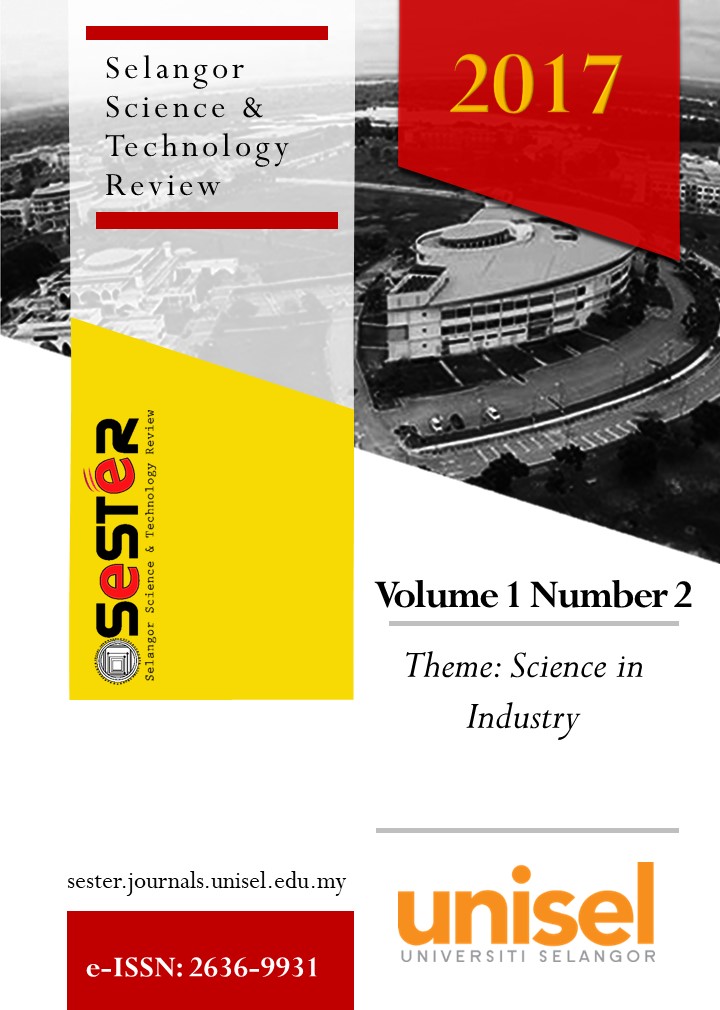 Selangor
Science &
Technology
Review
2017
SeSTeR
Selangor Science & Technology Review
Volume 1 Number 2
Theme: Science in
Industry
sester.journals.unisel.edu.my
e-ISSN: 2636-9931
unisel
UNIVERSITI SELANGOR